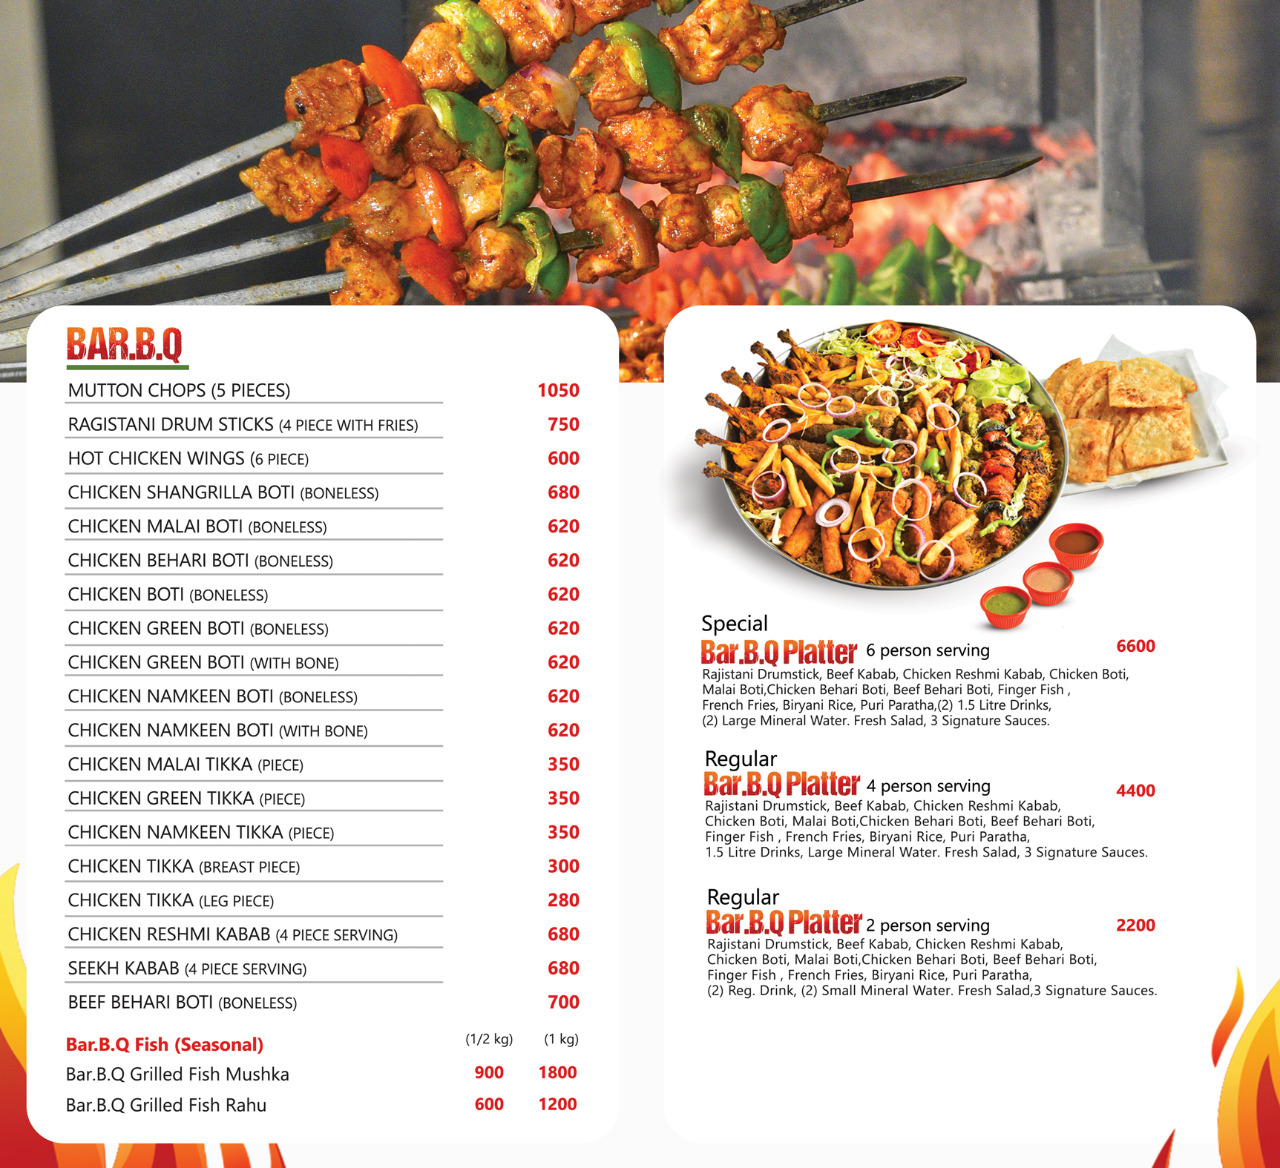 BAR.B.Q
MUTTON CHOPS (5 PIECES) 1050
RAGISTANI DRUM STICKS (4 PIECE WITH FRIES) 750
HOT CHICKEN WINGS (6 PIECE) 600
CHICKEN SHANGRILLA BOTI (BONELESS) 680
CHICKEN MALAI BOTI (BONELESS) 620
CHICKEN BEHARI BOTI (BONELESS) 620
CHICKEN BOTI (BONELESS) 620
CHICKEN GREEN BOTI (BONELESS) 620
CHICKEN GREEN BOTI (WITH BONE) 620
CHICKEN NAMKEEN BOTI (BONELESS) 620
CHICKEN NAMKEEN BOTI (WITH BONE) 620
CHICKEN MALAI TIKKA (PIECE) 350
CHICKEN GREEN TIKKA (PIECE) 350
CHICKEN NAMKEEN TIKKA (PIECE) 350
CHICKEN TIKKA (BREAST PIECE) 300
CHICKEN TIKKA (LEG PIECE) 280
CHICKEN RESHMI KABAB (4 PIECE SERVING) 680
SEEKH KABAB (4 PIECE SERVING) 680
BEEF BEHARI BOTI (BONELESS) 700
Bar.B.Q Fish (Seasonal) (1/2 kg) (1 kg)
Bar.B.Q Grilled Fish Mushka 900 1800
Bar.B.Q Grilled Fish Rahu 600 1200
Special
Bar.B.Q Platter 6 person serving 6600
Rajistani Drumstick, Beef Kabab, Chicken Reshmi Kabab, Chicken Boti,
Malai Boti,Chicken Behari Boti, Beef Behari Boti, Finger Fish ,
French Fries, Biryani Rice, Puri Paratha,(2) 1.5 Litre Drinks,
(2) Large Mineral Water. Fresh Salad, 3 Signature Sauces.
Regular
Bar.B.Q Platter 4 person serving 4400
Rajistani Drumstick, Beef Kabab, Chicken Reshmi Kabab,
Chicken Boti, Malai Boti,Chicken Behari Boti, Beef Behari Boti,
Finger Fish , French Fries, Biryani Rice, Puri Paratha,
1.5 Litre Drinks, Large Mineral Water. Fresh Salad, 3 Signature Sauces.
Regular
Bar.B.Q Platter 2 person serving 2200
Rajistani Drumstick, Beef Kabab, Chicken Reshmi Kabab,
Chicken Boti, Malai Boti,Chicken Behari Boti, Beef Behari Boti,
Finger Fish , French Fries, Biryani Rice, Puri Paratha,
(2) Reg. Drink, (2) Small Mineral Water. Fresh Salad,3 Signature Sauces.